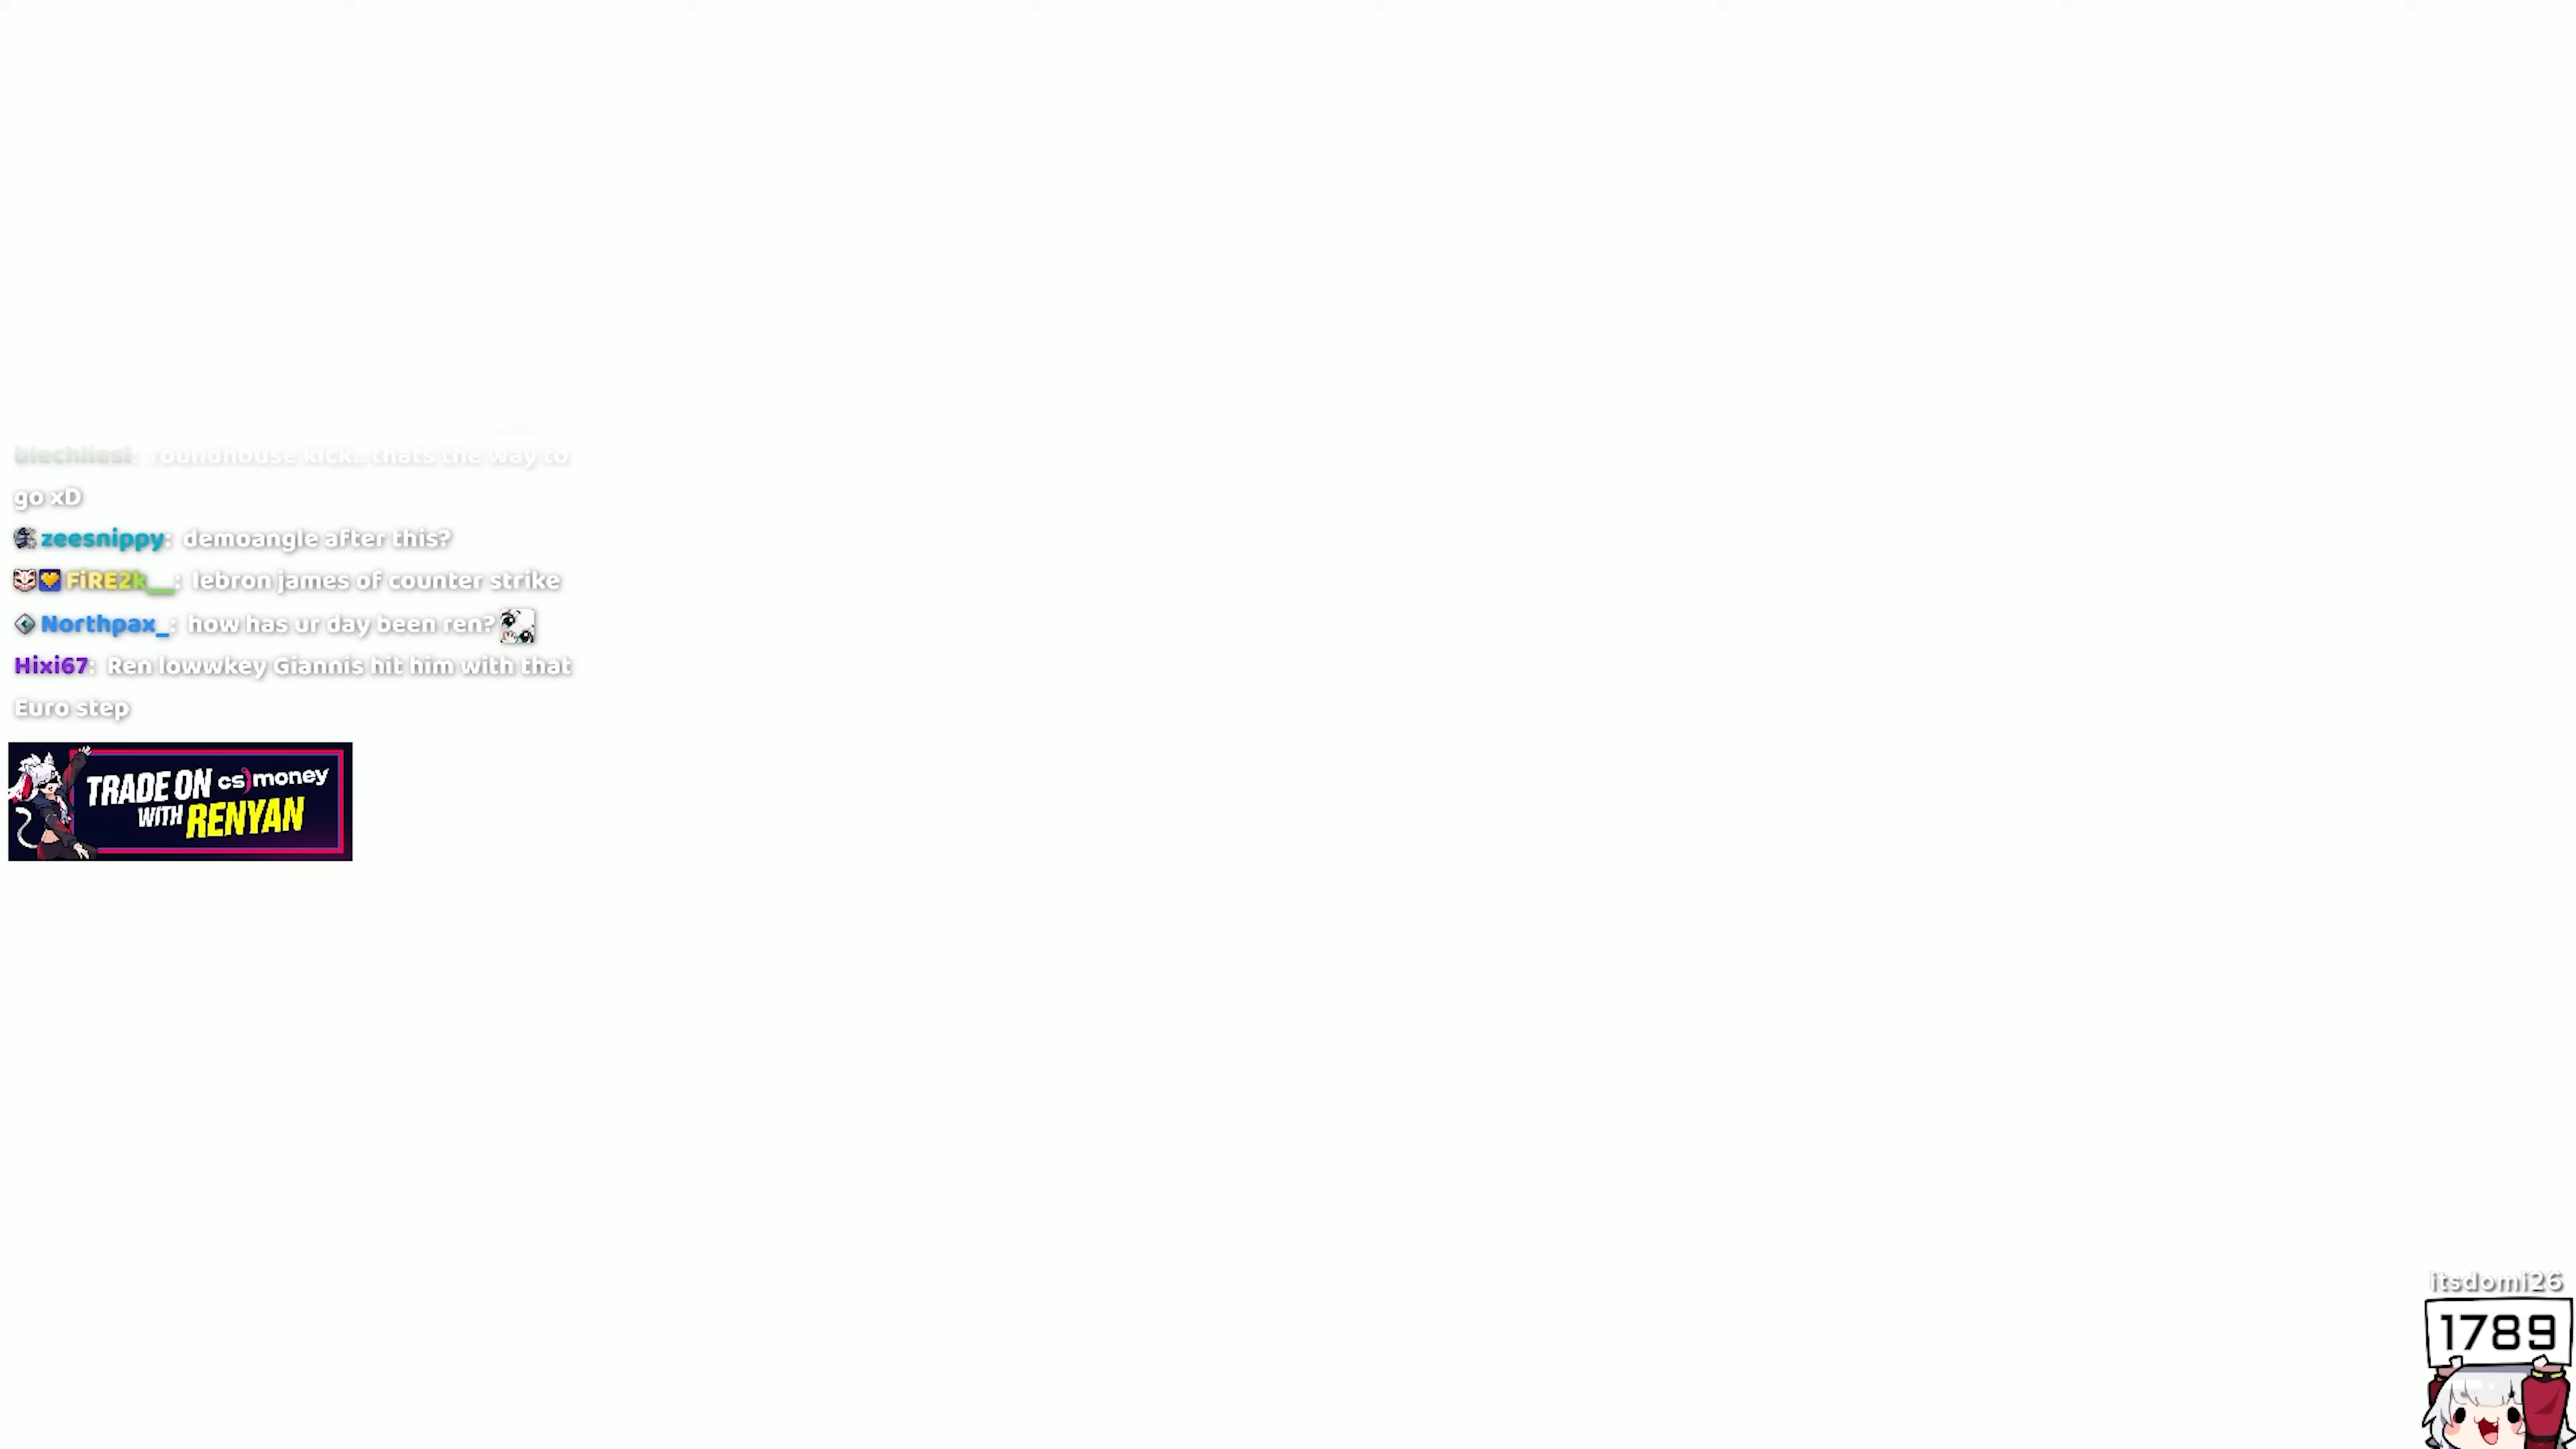 blechliesl: roundhouse kick.. thats the way to
go xD
zeesnippy: demoangle after this?
FiRE2k__: lebron james of counter strike
Northpax_: how has ur day been ren?
Hixi67: Ren lowwkey Giannis hit him with that
Euro step
TRADE ON cs)money
WITH RENYAN
itsdomi26
1789